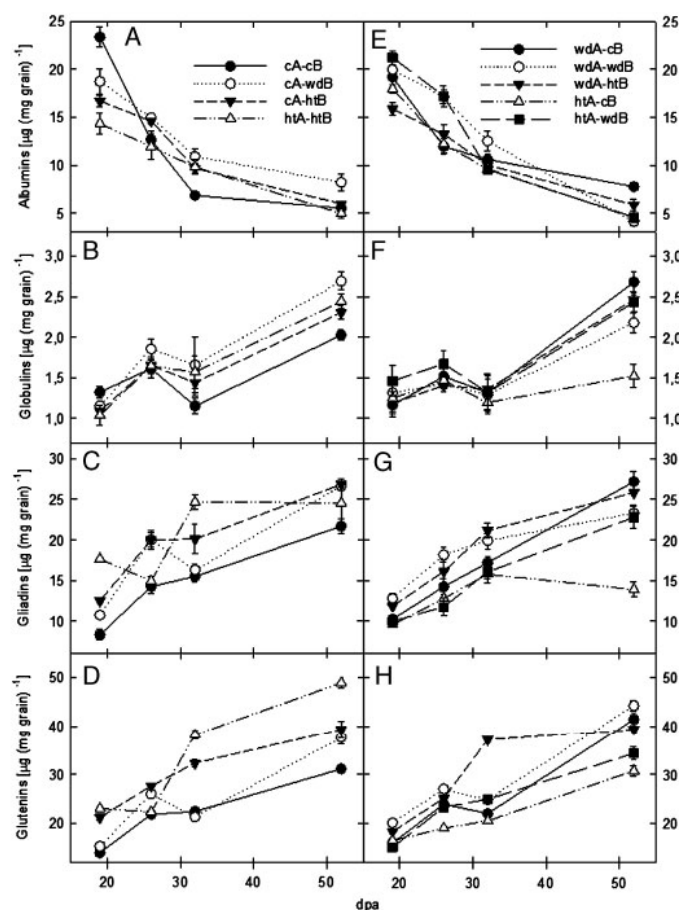 25
A
cA-cB
cA-wdB
cA-htB
htA-htB
E
wdA-cB
wdA-wdB
wdA-htB
htA-cB
htA-wdB
25
20
20
15
15
10
10
5
5
Albumins [µg (mg grain) -1]
B
F
3,0
3,0
2,5
2,5
2,0
2,0
1,5
1,5
1,0
1,0
Globulins [µg (mg grain) -1]
C
G
30
30
25
25
20
20
15
15
10
10
Gliadins [µg (mg grain) -1]
D
H
50
50
40
40
30
30
20
20
Glutenins [µg (mg grain) -1]
20 30 40 50 20 30 40 50
dpa